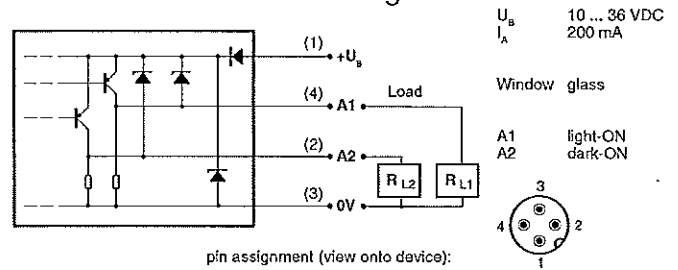 U_B 10 ... 36 VDC
I_A 200 mA
Window glass
A1 light-ON
A2 dark-ON
(1) +U_B
(4) A1 Load
(2) A2
R_L2 R_L1
(3) 0V
3
4 2
1
pin assignment (view onto device):